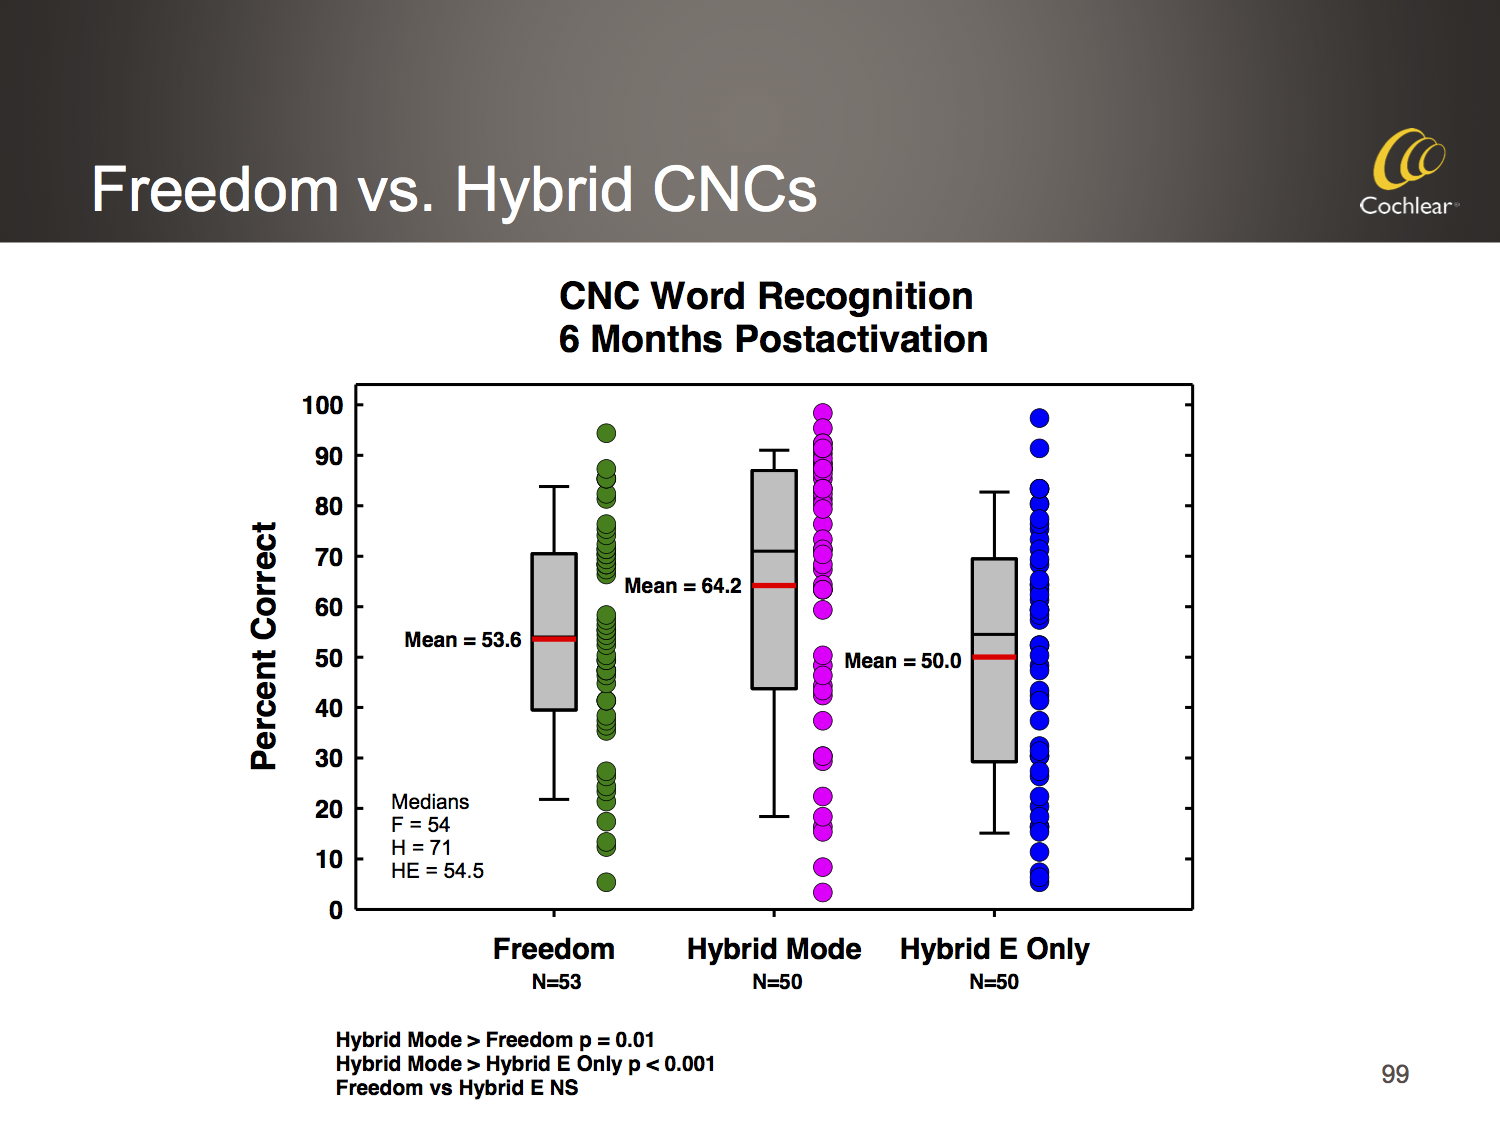 Freedom vs. Hybrid CNCs
Cochlear
CNC Word Recognition
6 Months Postactivation
Percent Correct
100
90
80
70
60
50
40
30
20
10
0
Mean = 53.6
Mean = 64.2
Mean = 50.0
Medians
F = 54
H = 71
HE = 54.5
Freedom
N=53
Hybrid Mode
N=50
Hybrid E Only
N=50
Hybrid Mode > Freedom p = 0.01
Hybrid Mode > Hybrid E Only p < 0.001
Freedom vs Hybrid E NS
99